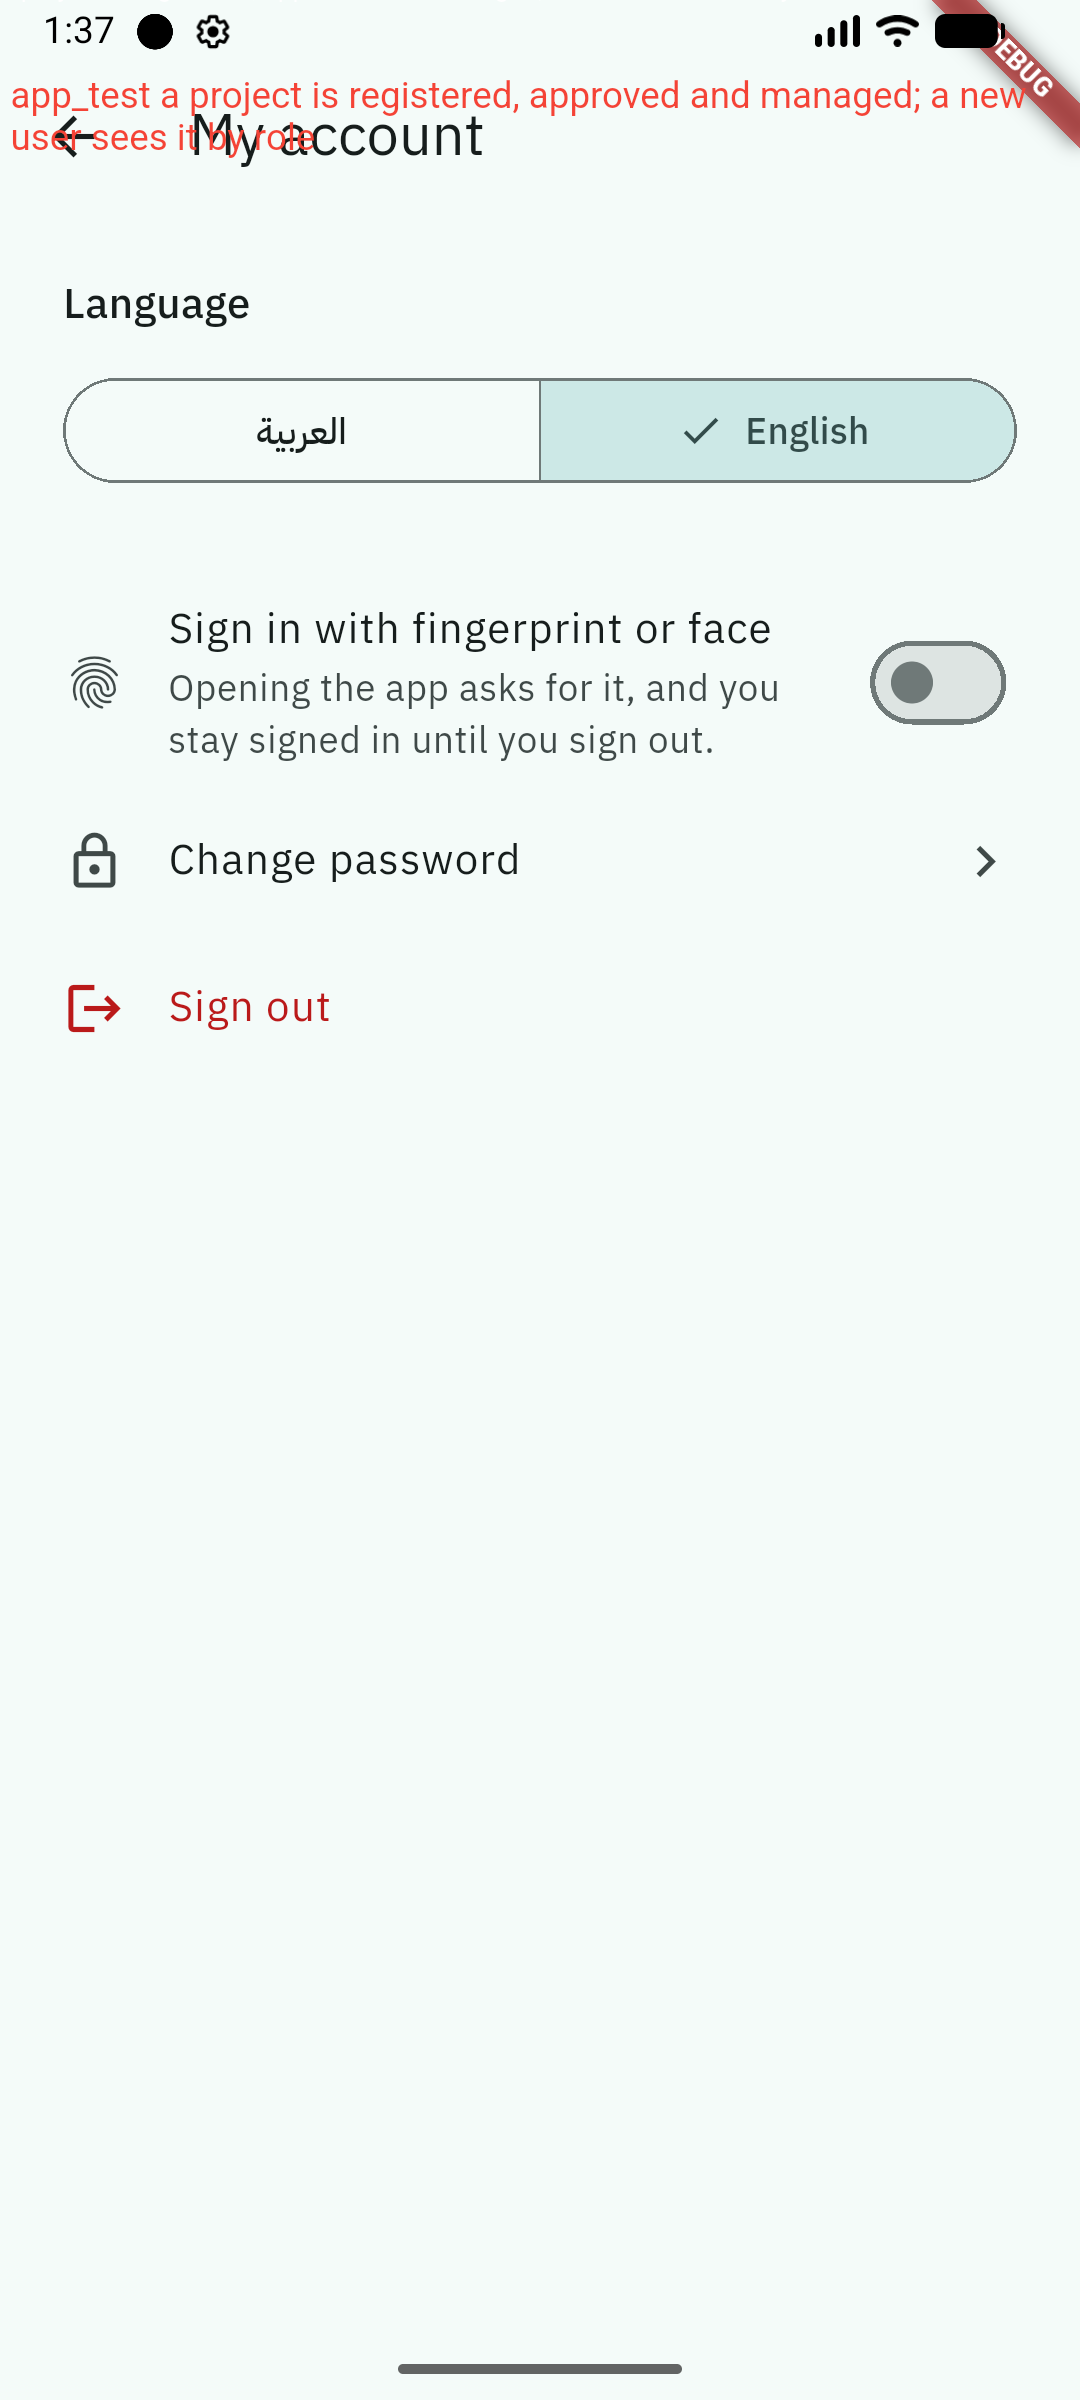 1:37
EBUG
app_test a project is registered, approved and managed; a new
user sees it by role
My account
Language
العربية
English
Sign in with fingerprint or face
Opening the app asks for it, and you
stay signed in until you sign out.
Change password
Sign out